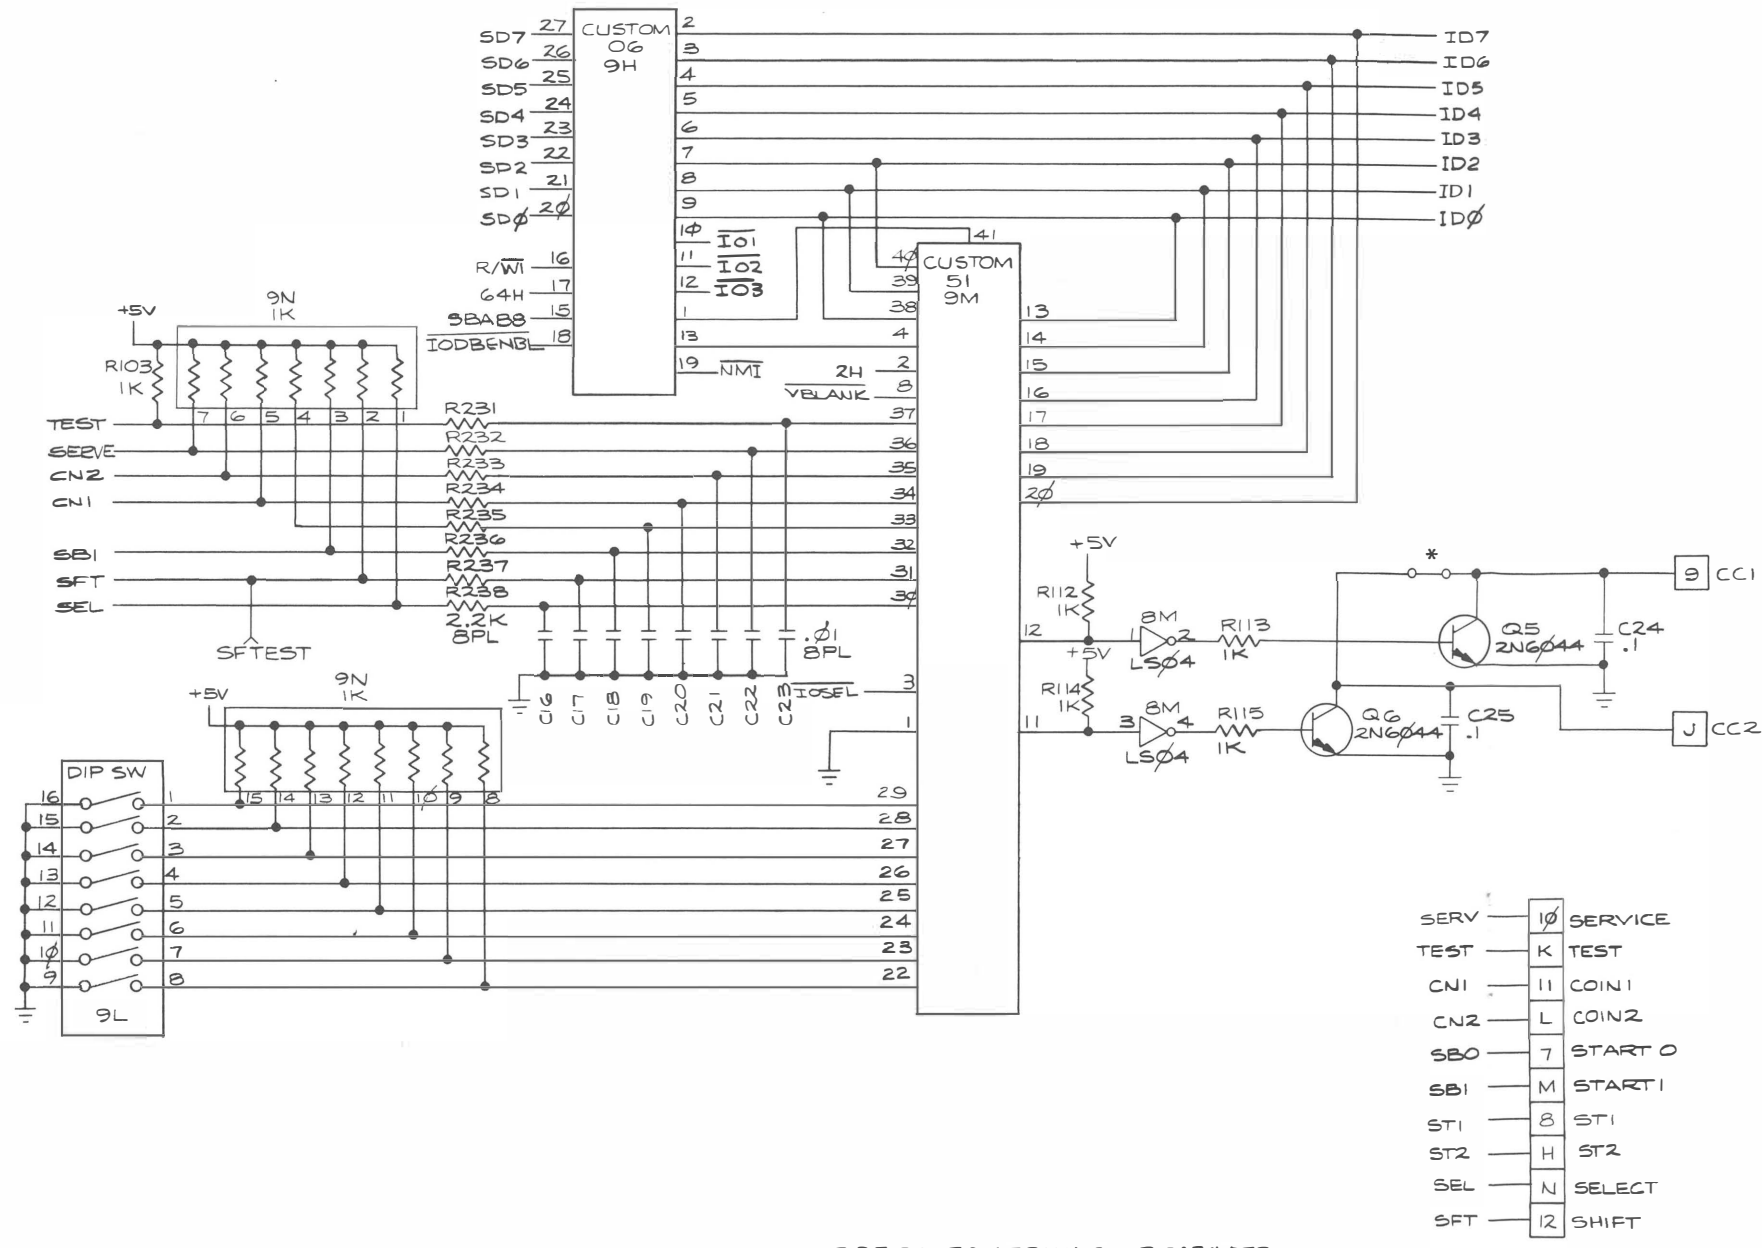 SD7 27 CUSTOM 2 ID7
06
9H
SD6 26 3 ID6
SD5 25 4 ID5
SD4 24 5 ID4
SD3 23 6 ID3
SD2 22 7 ID2
SD1 21 8 ID1
SDØ 2Ø 9 IDØ
1Ø IO1
R/WI 16 11 IO2
64H 17 12 IO3
SBAB8 15 1
IODBENBL 18 13
19 NMI
41
4Ø CUSTOM
39 51
38 9M
4
2H 2
VBLANK 8
37
36
35
34
33
32
31
3Ø
13
14
15
16
17
18
19
2Ø
+5V
9N
1K
R103
1K
7 6 5 4 3 2 1
TEST R231
SERVE R232
CN2 R233
CN1 R234
R235
SB1 R236
SFT R237
SEL R238
2.2K
8PL
SFTEST
.Ø1
8PL
C16 C17 C18 C19 C20 C21 C22 C23
IOSEL 3
1
12
11
+5V
R112
1K
8M
1 2
LSØ4
R113
1K
Q5
2N6Ø44
C24
.1
*
9 CC1
+5V
R114
1K
8M
3 4
LSØ4
R115
1K
Q6
2N6Ø44
C25
.1
J CC2
+5V
9N
1K
15 14 13 12 11 1Ø 9 8
DIP SW
16 1 29
15 2 28
14 3 27
13 4 26
12 5 25
11 6 24
1Ø 7 23
9 8 22
9L
SERV 1Ø SERVICE
TEST K TEST
CN1 11 COIN1
CN2 L COIN2
SBO 7 START O
SB1 M START1
ST1 8 ST1
ST2 H ST2
SEL N SELECT
SFT 12 SHIFT